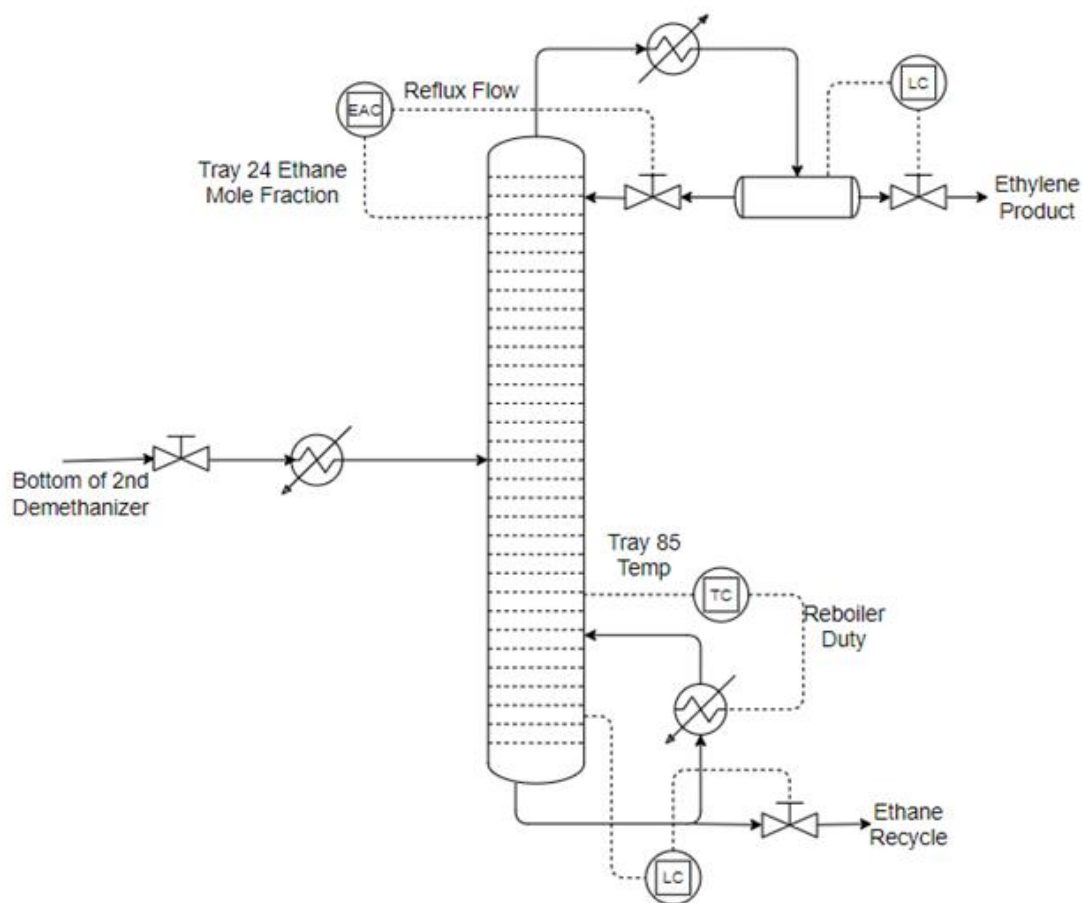 LC
Reflux Flow
EAC
Tray 24 Ethane
Mole Fraction
Ethylene
Product
Bottom of 2nd
Demethanizer
Tray 85
Temp
TC
Reboiler
Duty
Ethane
Recycle
LC